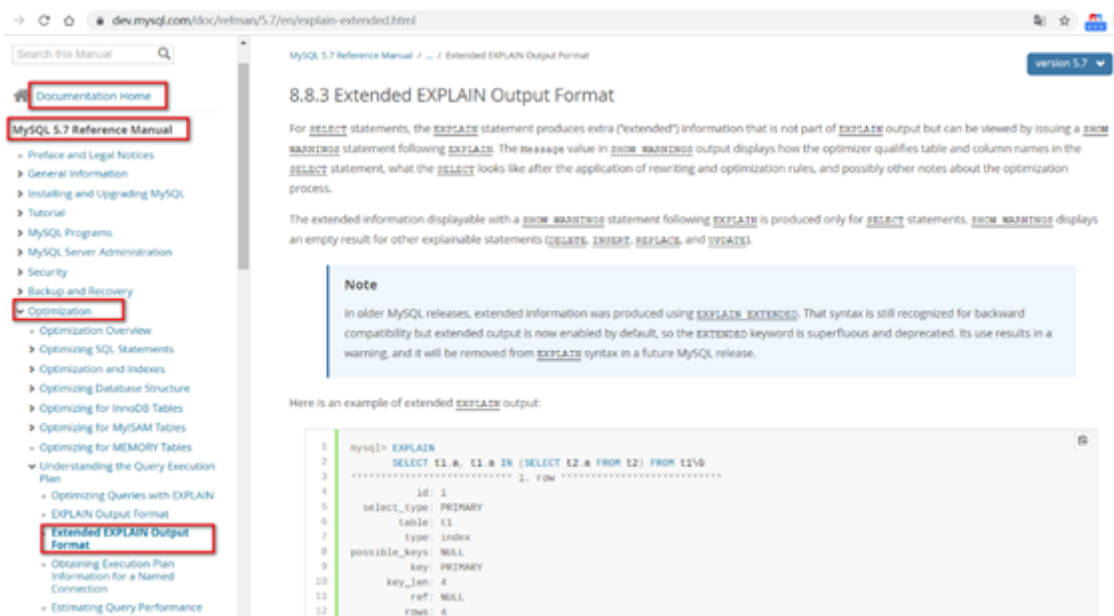 dev.mysql.com/doc/refman/5.7/en/explain-extended.html
Search this Manual
Documentation Home
MySQL 5.7 Reference Manual
Preface and Legal Notices
General Information
Installing and Upgrading MySQL
Tutorial
MySQL Programs
MySQL Server Administration
Security
Backup and Recovery
Optimization
Optimization Overview
Optimizing SQL Statements
Optimization and Indexes
Optimizing Database Structure
Optimizing for InnoDB Tables
Optimizing for MyISAM Tables
Optimizing for MEMORY Tables
Understanding the Query Execution
Plan
Optimizing Queries with EXPLAIN
EXPLAIN Output Format
Extended EXPLAIN Output
Format
Obtaining Execution Plan
Information for a Named
Connection
Estimating Query Performance
MySQL 5.7 Reference Manual / ... / Extended EXPLAIN Output Format
version 5.7
8.8.3 Extended EXPLAIN Output Format
For SELECT statements, the EXPLAIN statement produces extra ("extended") information that is not part of EXPLAIN output but can be viewed by issuing a SHOW
WARNINGS statement following EXPLAIN. The Message value in SHOW WARNINGS output displays how the optimizer qualifies table and column names in the
SELECT statement, what the SELECT looks like after the application of rewriting and optimization rules, and possibly other notes about the optimization
process.
The extended information displayable with a SHOW WARNINGS statement following EXPLAIN is produced only for SELECT statements. SHOW WARNINGS displays
an empty result for other explainable statements (DELETE, INSERT, REPLACE, and UPDATE).
Note
In older MySQL releases, extended information was produced using EXPLAIN EXTENDED. That syntax is still recognized for backward
compatibility but extended output is now enabled by default, so the EXTENDED keyword is superfluous and deprecated. Its use results in a
warning, and it will be removed from EXPLAIN syntax in a future MySQL release.
Here is an example of extended EXPLAIN output:
1 mysql> EXPLAIN
2 SELECT t1.a, t1.a IN (SELECT t2.a FROM t2) FROM t1\G
3 *************************** 1. row ***************************
4 id: 1
5 select_type: PRIMARY
6 table: t1
7 type: index
8 possible_keys: NULL
9 key: PRIMARY
10 key_len: 4
11 ref: NULL
12 rows: 4